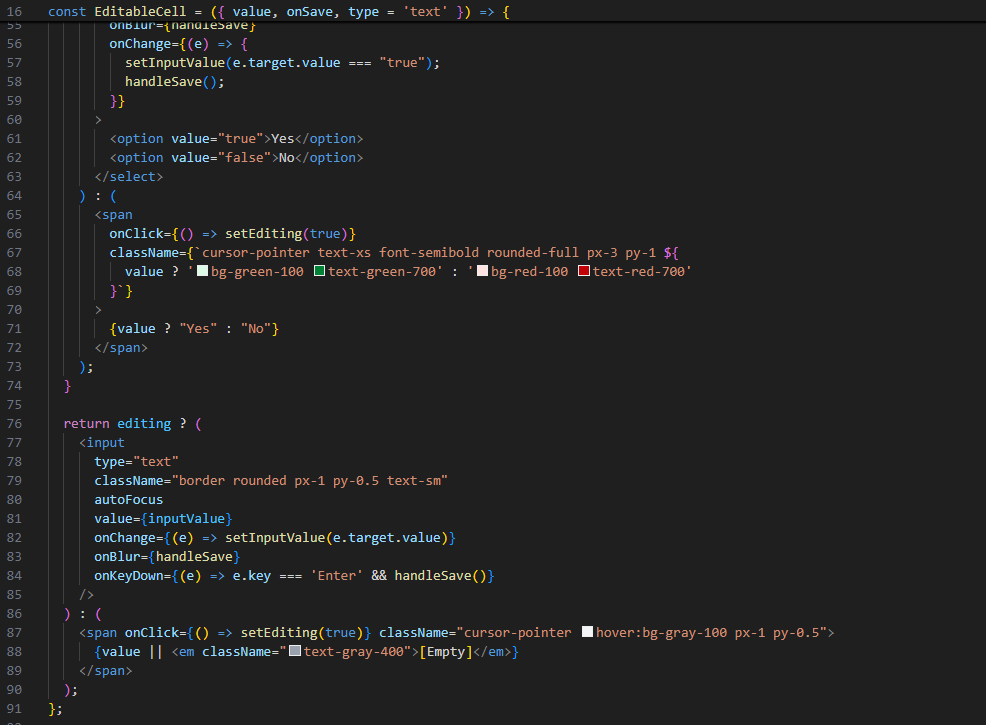 16 const EditableCell = ({ value, onSave, type = 'text' }) => {
55 onBlur={handleSave}
56 onChange={(e) => {
57 setInputValue(e.target.value === "true");
58 handleSave();
59 }}
60 >
61 <option value="true">Yes</option>
62 <option value="false">No</option>
63 </select>
64 ) : (
65 <span
66 onClick={() => setEditing(true)}
67 className={`cursor-pointer text-xs font-semibold rounded-full px-3 py-1 ${
68 value ? 'bg-green-100 text-green-700' : 'bg-red-100 text-red-700'
69 }`}
70 >
71 {value ? "Yes" : "No"}
72 </span>
73 );
74 }
75
76 return editing ? (
77 <input
78 type="text"
79 className="border rounded px-1 py-0.5 text-sm"
80 autoFocus
81 value={inputValue}
82 onChange={(e) => setInputValue(e.target.value)}
83 onBlur={handleSave}
84 onKeyDown={(e) => e.key === 'Enter' && handleSave()}
85 />
86 ) : (
87 <span onClick={() => setEditing(true)} className="cursor-pointer hover:bg-gray-100 px-1 py-0.5">
88 {value || <em className="text-gray-400">[Empty]</em>}
89 </span>
90 );
91 };